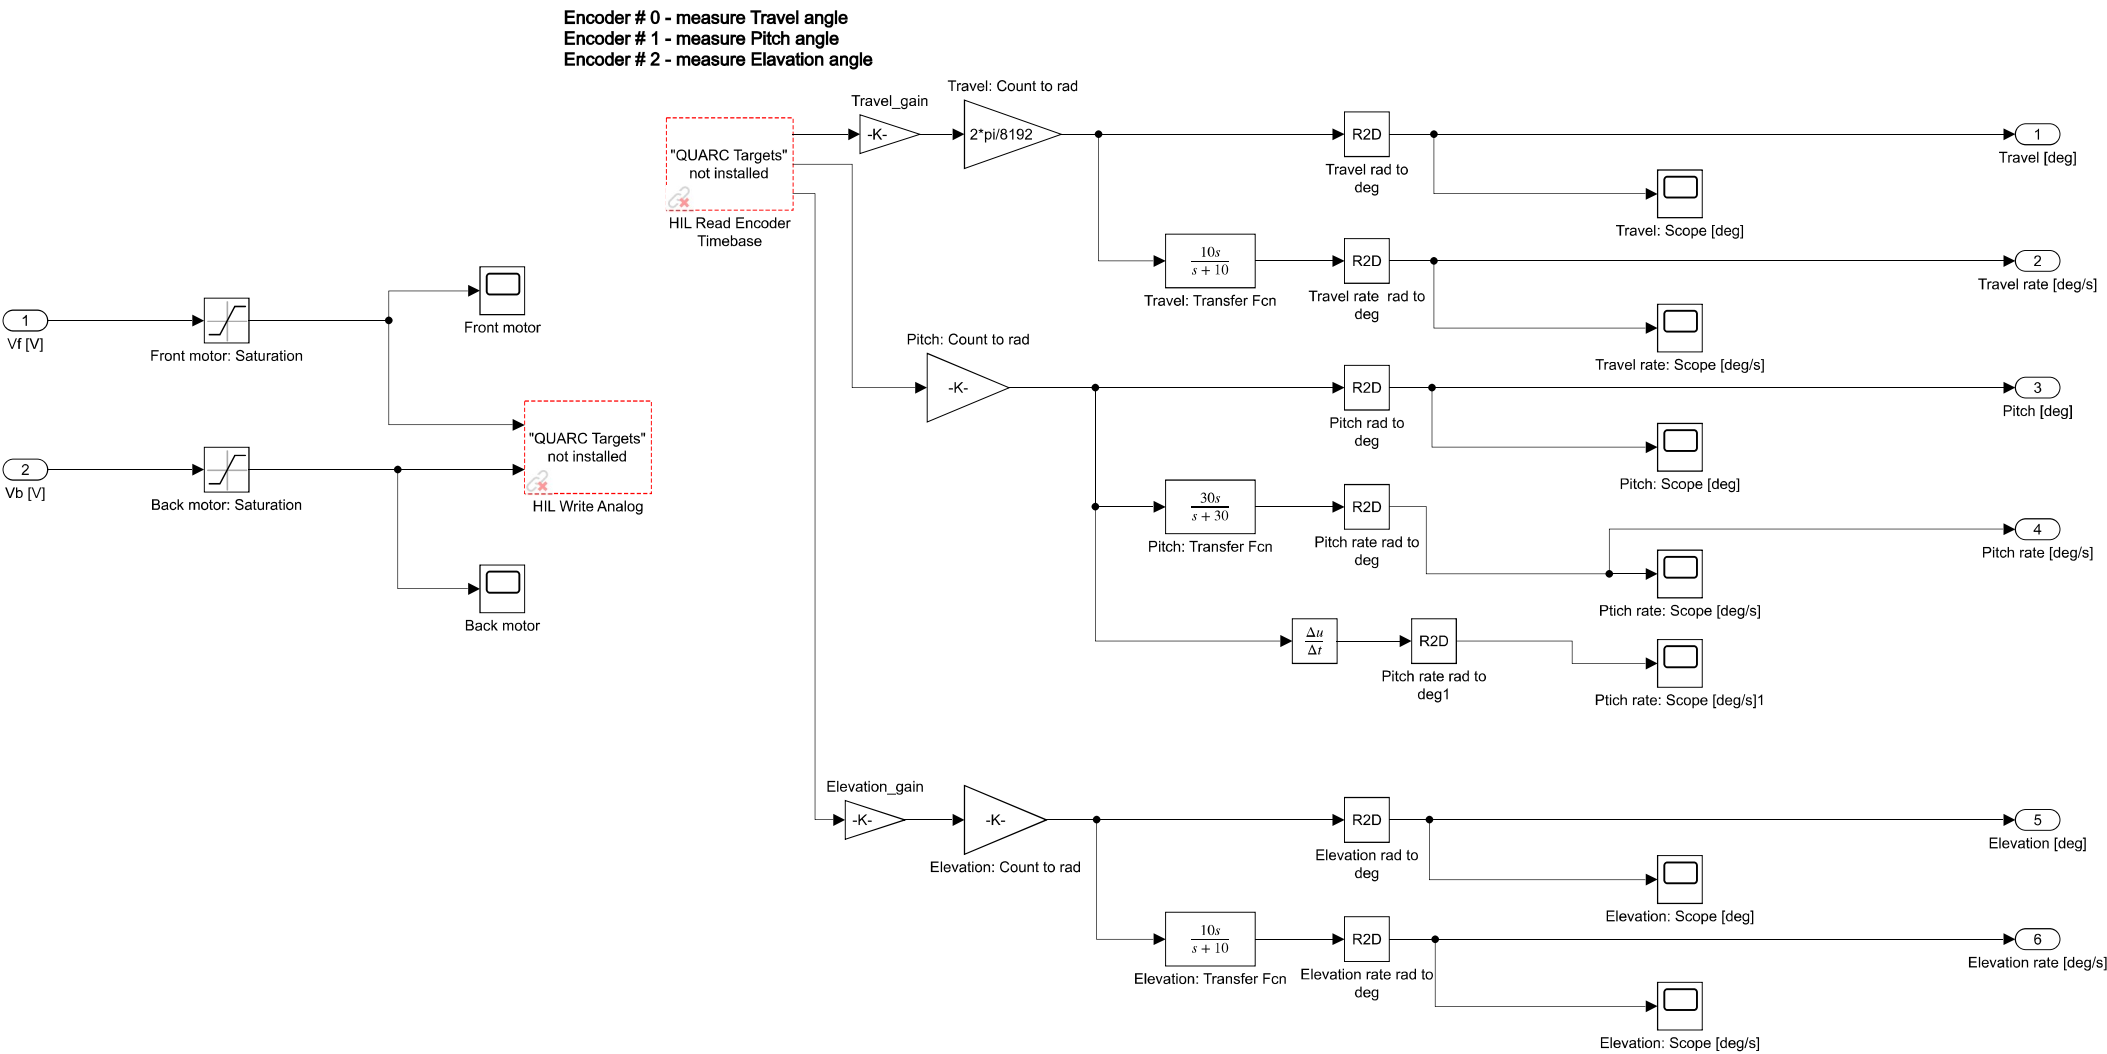 Encoder # 0 - measure Travel angle
Encoder # 1 - measure Pitch angle
Encoder # 2 - measure Elavation angle
1
Vf [V]
Front motor: Saturation
Front motor
2
Vb [V]
Back motor: Saturation
Back motor
"QUARC Targets"
not installed
HIL Write Analog
"QUARC Targets"
not installed
HIL Read Encoder
Timebase
Travel_gain
-K-
Travel: Count to rad
2*pi/8192
R2D
Travel rad to
deg
Travel: Scope [deg]
1
Travel [deg]
10s
s + 10
Travel: Transfer Fcn
R2D
Travel rate  rad to
deg
Travel rate: Scope [deg/s]
2
Travel rate [deg/s]
Pitch: Count to rad
-K-
R2D
Pitch rad to
deg
Pitch: Scope [deg]
3
Pitch [deg]
30s
s + 30
Pitch: Transfer Fcn
R2D
Pitch rate rad to
deg
Ptich rate: Scope [deg/s]
4
Pitch rate [deg/s]
Δu
Δt
R2D
Pitch rate rad to
deg1
Ptich rate: Scope [deg/s]1
Elevation_gain
-K-
-K-
Elevation: Count to rad
R2D
Elevation rad to
deg
Elevation: Scope [deg]
5
Elevation [deg]
10s
s + 10
Elevation: Transfer Fcn
R2D
Elevation rate rad to
deg
Elevation: Scope [deg/s]
6
Elevation rate [deg/s]